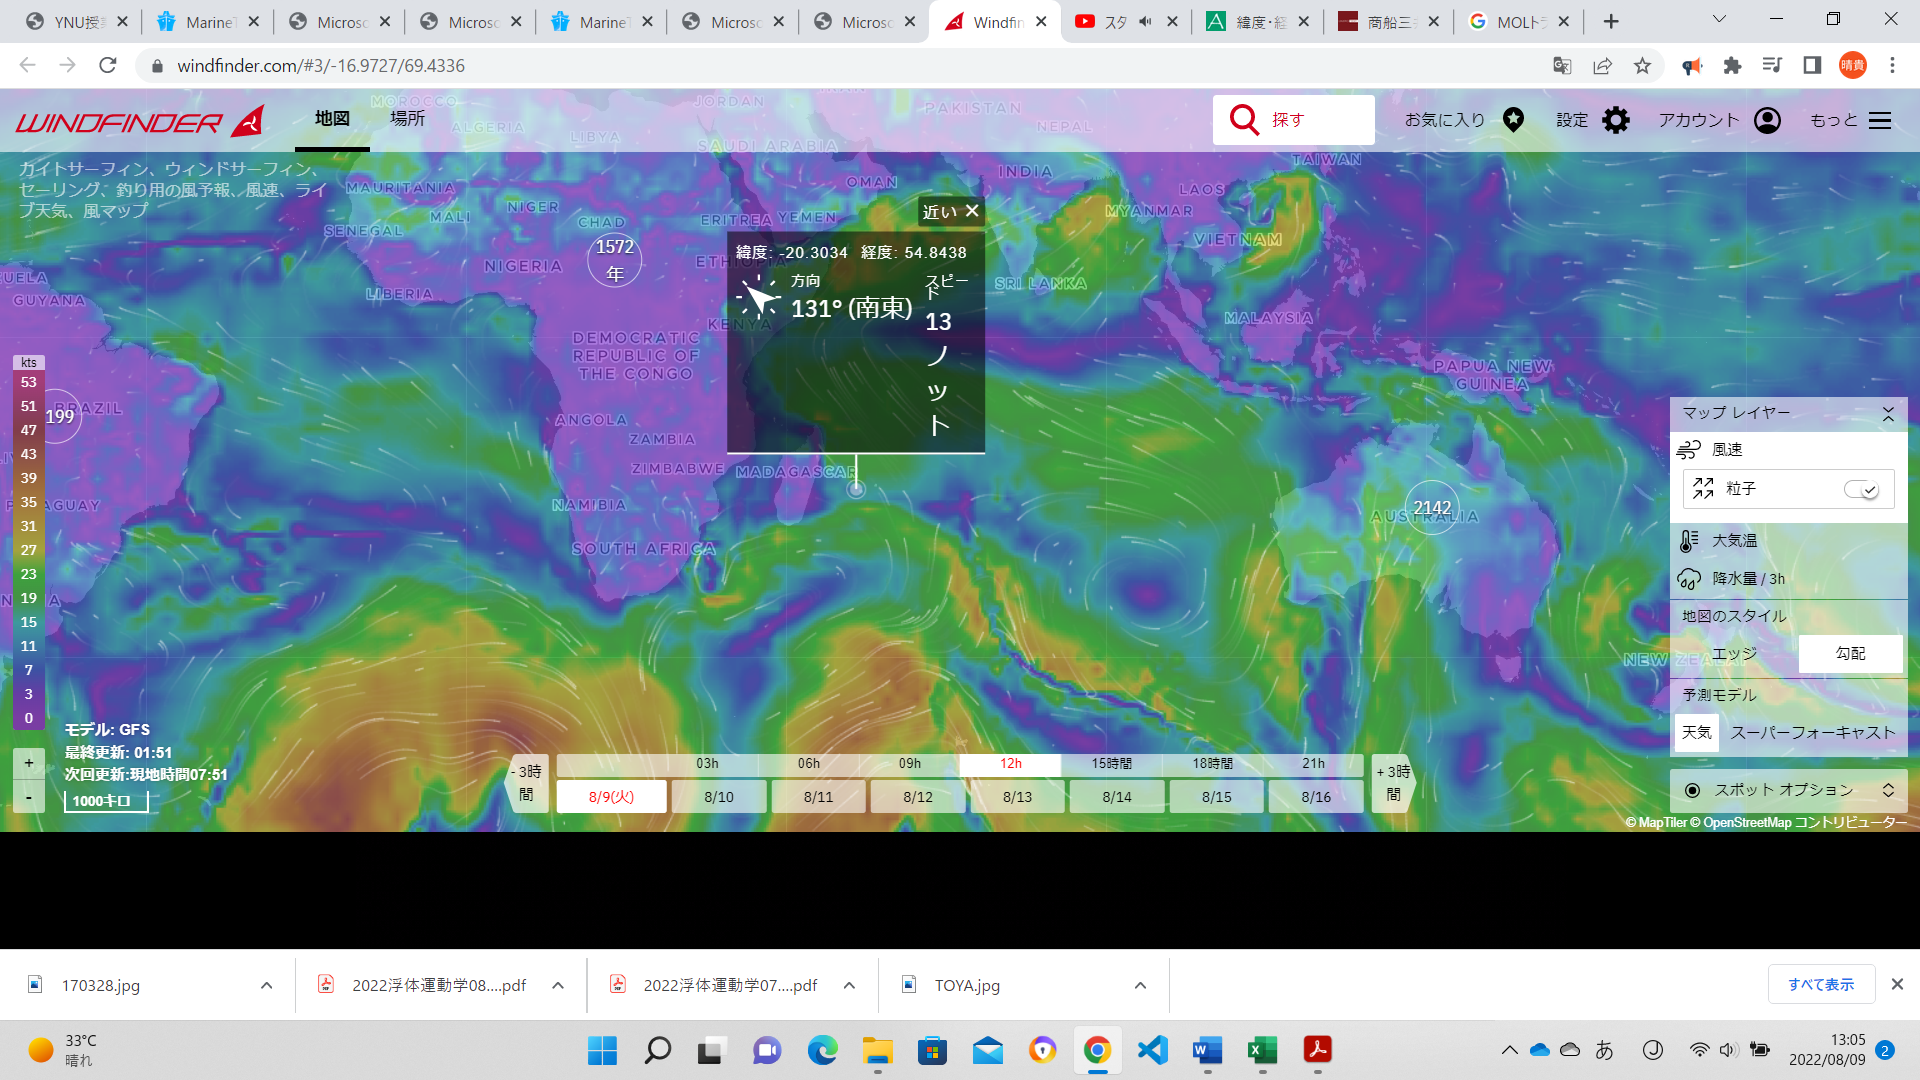 YNU授業
MarineT
Microso
Microso
MarineT
Microso
Microso
Windfin
スタ
緯度・経
商船三
MOLトラ
windfinder.com/#3/-16.9727/69.4336
晴貴
WINDFINDER
地図
場所
探す
お気に入り
設定
アカウント
もっと
カイトサーフィン、ウィンドサーフィン、
セーリング、釣り用の風予報、風速、ライ
ブ天気、風マップ
MOROCCO
ALGERIA
LIBYA
JORDAN
SAUDI ARABIA
PAKISTAN
NEPAL
TAIWAN
INDIA
OMAN
LAOS
MYANMAR
VIETNAM
MAURITANIA
MALI
NIGER
CHAD
ERITREA
YEMEN
SENEGAL
NIGERIA
LIBERIA
GUYANA
SRI LANKA
MALAYSIA
KENYA
DEMOCRATIC
REPUBLIC OF
THE CONGO
PAPUA NEW
GUINEA
BRAZIL
ANGOLA
ZAMBIA
ZIMBABWE
MADAGASCAR
NAMIBIA
SOUTH AFRICA
AUSTRALIA
1572
年
199
2142
近い
緯度: -20.3034 経度: 54.8438
方向
131° (南東)
スピー
ド
13
ノ
ッ
ト
kts
53
51
47
43
39
35
31
27
23
19
15
11
7
3
0
モデル: GFS
最終更新: 01:51
次回更新:現地時間07:51
+
-
1000キロ
- 3時
間
03h
06h
09h
12h
15時間
18時間
21h
8/9(火)
8/10
8/11
8/12
8/13
8/14
8/15
8/16
+ 3時
間
マップ レイヤー
風速
粒子
大気温
降水量 / 3h
地図のスタイル
エッジ
勾配
予測モデル
天気
スーパーフォーキャスト
スポット オプション
© MapTiler © OpenStreetMap コントリビューター
170328.jpg
2022浮体運動学08....pdf
2022浮体運動学07....pdf
TOYA.jpg
すべて表示
33°C
晴れ
あ
13:05
2022/08/09
2